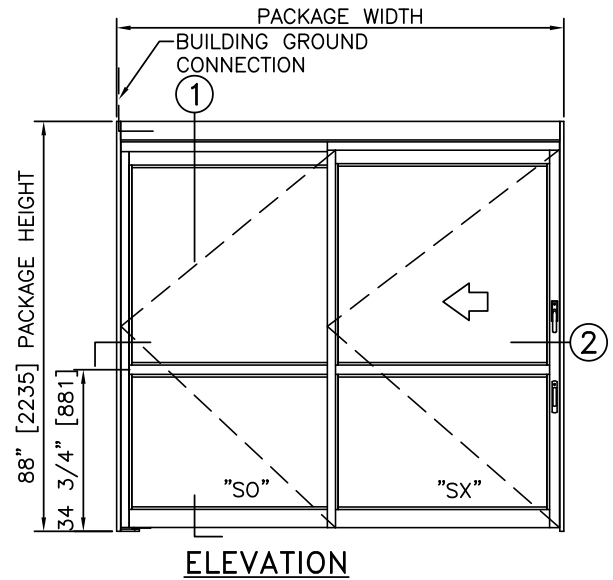 PACKAGE WIDTH
BUILDING GROUND
CONNECTION
1
88" [2235] PACKAGE HEIGHT
34 3/4" [881]
2
"SO"
"SX"
ELEVATION